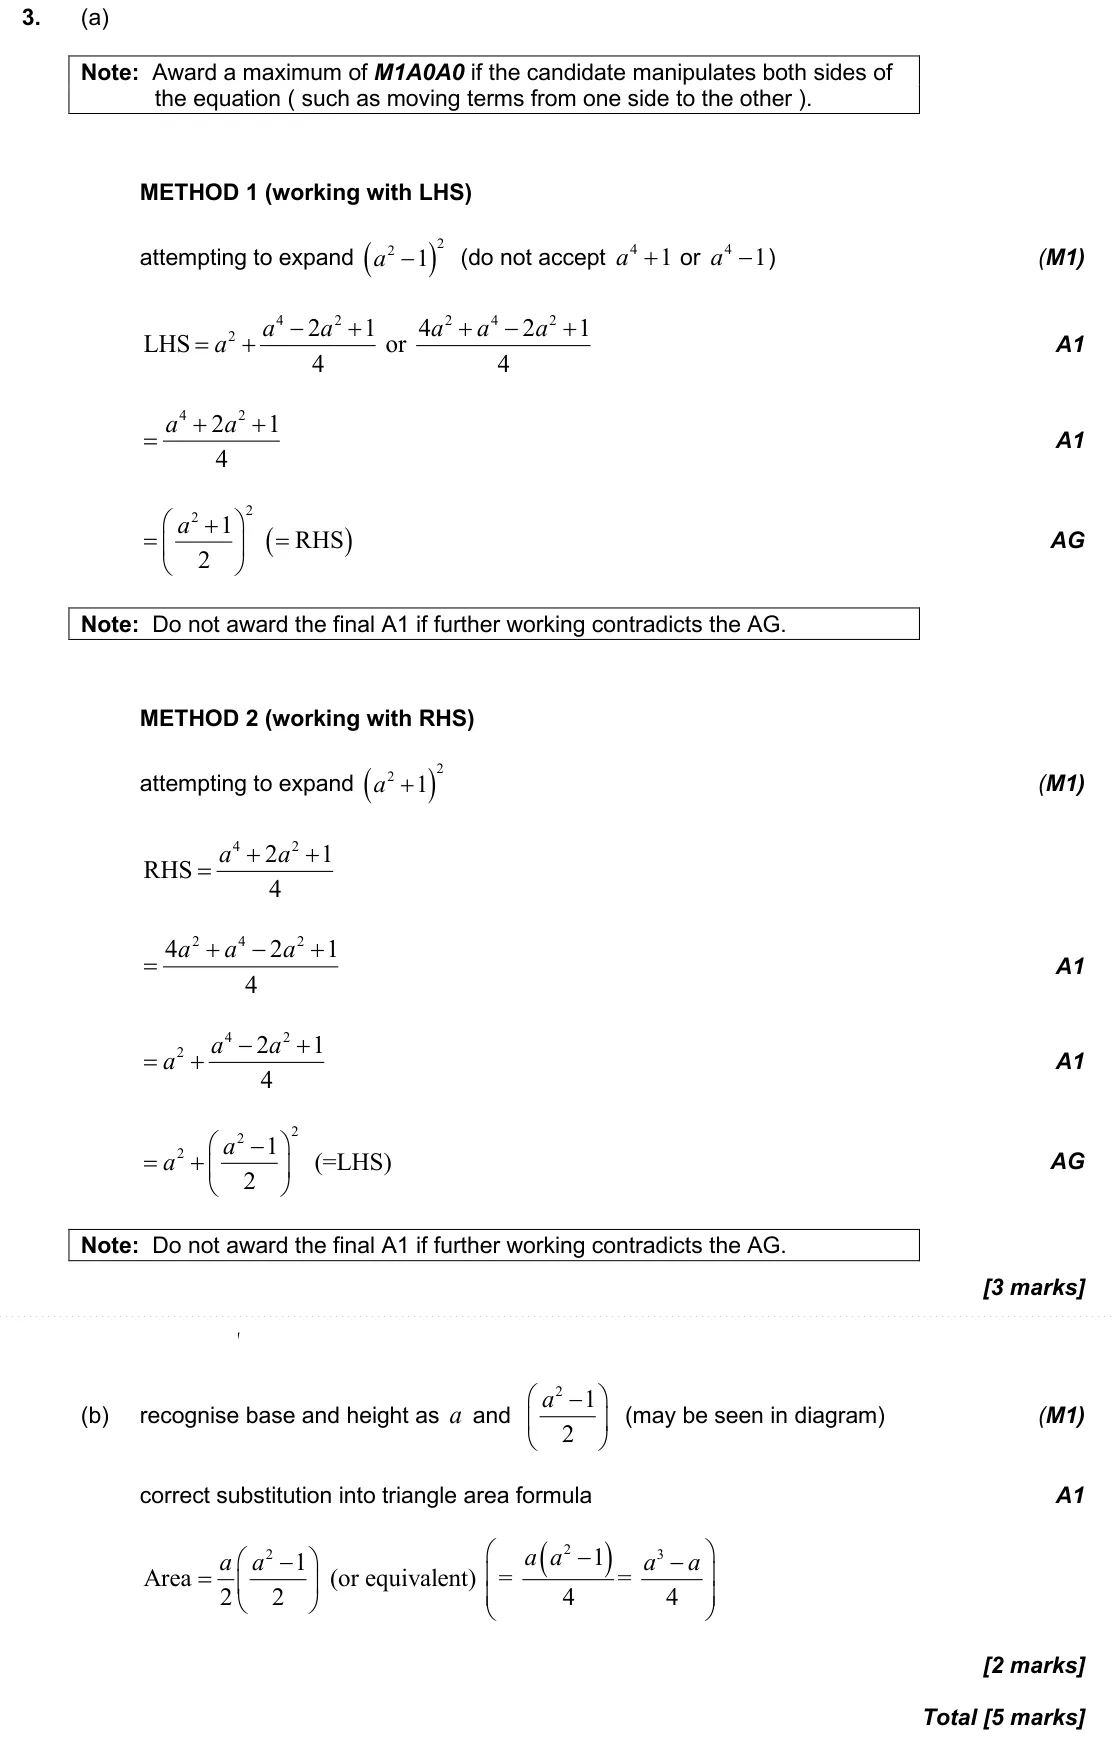 3. (a)
Note: Award a maximum of M1A0A0 if the candidate manipulates both sides of
the equation ( such as moving terms from one side to the other ).
METHOD 1 (working with LHS)
attempting to expand (a² −1)² (do not accept a⁴ +1 or a⁴ −1) (M1)
LHS = a² + (a⁴ − 2a² +1)/4 or (4a² + a⁴ − 2a² +1)/4 A1
= (a⁴ + 2a² +1)/4 A1
= ((a² +1)/2)² (= RHS) AG
Note: Do not award the final A1 if further working contradicts the AG.
METHOD 2 (working with RHS)
attempting to expand (a² +1)² (M1)
RHS = (a⁴ + 2a² +1)/4
= (4a² + a⁴ − 2a² +1)/4 A1
= a² + (a⁴ − 2a² +1)/4 A1
= a² + ((a² −1)/2)² (=LHS) AG
Note: Do not award the final A1 if further working contradicts the AG.
[3 marks]
(b) recognise base and height as a and ((a² −1)/2) (may be seen in diagram) (M1)
correct substitution into triangle area formula A1
Area = a/2((a² −1)/2) (or equivalent) (= a(a² −1)/4 = (a³ − a)/4)
[2 marks]
Total [5 marks]